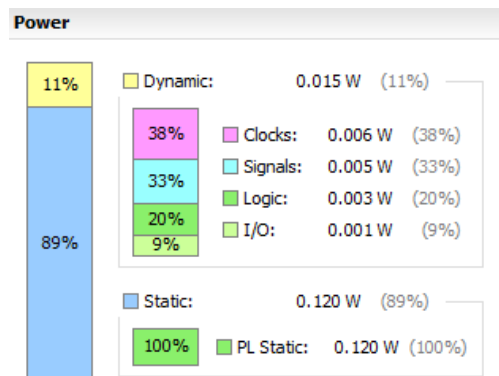 Power
11%
89%
Dynamic: 0.015 W (11%)
38%
33%
20%
9%
Clocks: 0.006 W (38%)
Signals: 0.005 W (33%)
Logic: 0.003 W (20%)
I/O: 0.001 W (9%)
Static: 0.120 W (89%)
100%
PL Static: 0.120 W (100%)